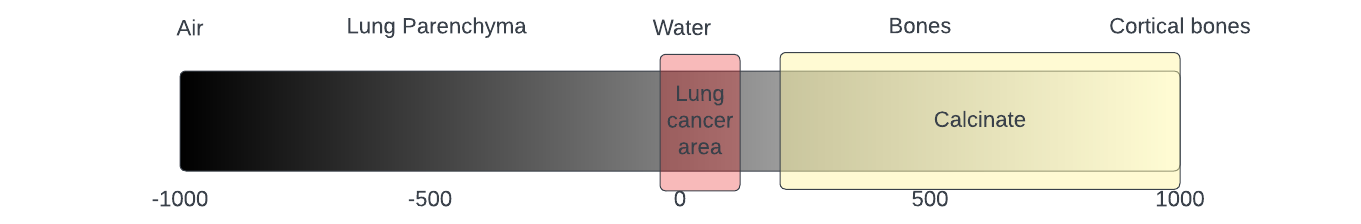 Air
Lung Parenchyma
Water
Bones
Cortical bones
Lung
cancer
area
Calcinate
-1000
-500
0
500
1000